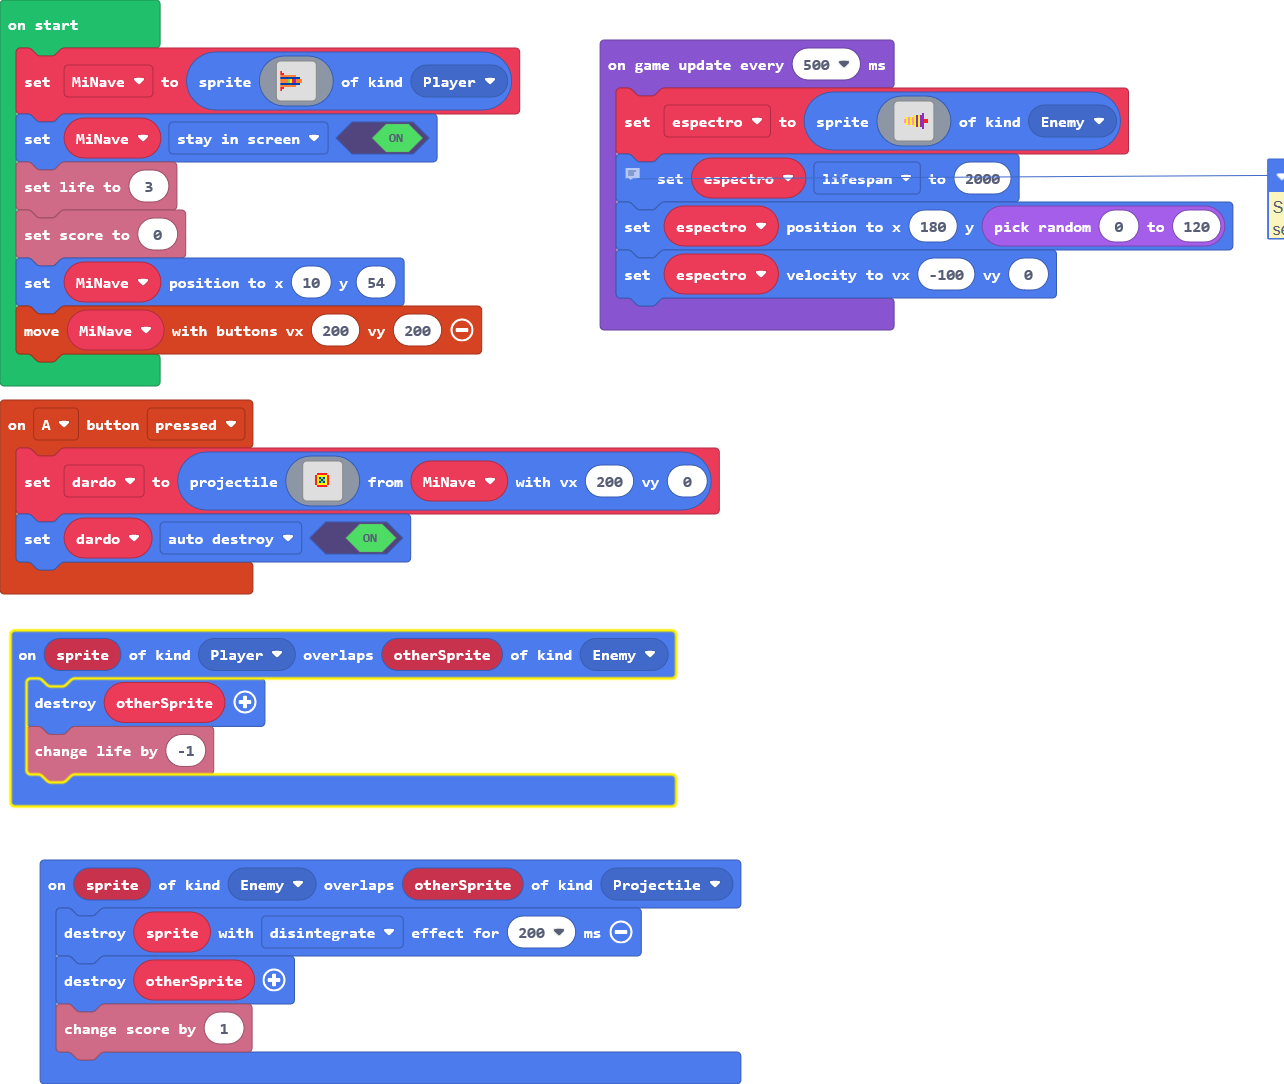 on start
set MiNave to sprite of kind Player
set MiNave stay in screen ON
set life to 3
set score to 0
set MiNave position to x 10 y 54
move MiNave with buttons vx 200 vy 200
on game update every 500 ms
set espectro to sprite of kind Enemy
set espectro lifespan to 2000
set espectro position to x 180 y pick random 0 to 120
set espectro velocity to vx -100 vy 0
on A button pressed
set dardo to projectile from MiNave with vx 200 vy 0
set dardo auto destroy ON
on sprite of kind Player overlaps otherSprite of kind Enemy
destroy otherSprite
change life by -1
on sprite of kind Enemy overlaps otherSprite of kind Projectile
destroy sprite with disintegrate effect for 200 ms
destroy otherSprite
change score by 1